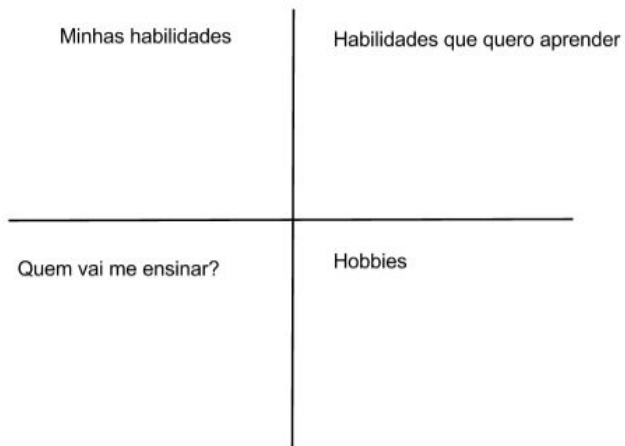 Minhas habilidades
Habilidades que quero aprender
Quem vai me ensinar?
Hobbies